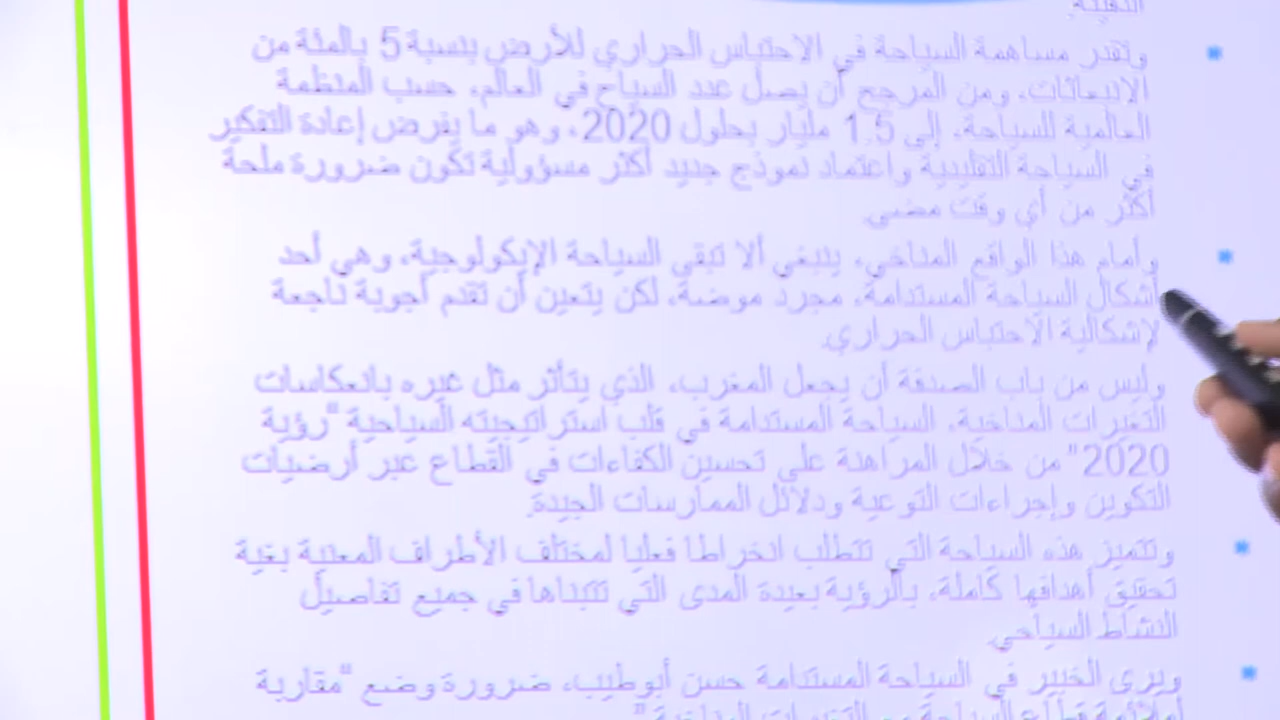 التقنية.
وتقدر مساهمة السياحة في الاحتباس الحراري للأرض بنسبة 5 بالمئة من
الانبعاثات، ومن المرجح أن يصل عدد السياح في العالم، حسب المنظمة
العالمية للسياحة، إلى 1.5 مليار بحلول 2020، وهو ما يفرض إعادة التفكير
في السياحة التقليدية واعتماد نموذج جديد أكثر مسؤولية تكون ضرورة ملحة
أكثر من أي وقت مضى.
وأمام هذا الواقع المناخي، ينبغي ألا تبقى السياحة الإيكولوجية، وهي أحد
أشكال السياحة المستدامة، مجرد موضة، لكن يتعين أن تقدم أجوبة ناجعة
لإشكالية الاحتباس الحراري.
وليس من باب الصدفة أن يجعل المغرب، الذي يتأثر مثل غيره بانعكاسات
التغيرات المناخية، السياحة المستدامة في قلب استراتيجيته السياحية "رؤية
2020" من خلال المراهنة على تحسين الكفاءات في القطاع عبر أرضيات
التكوين وإجراءات التوعية ودلائل الممارسات الجيدة.
وتتميز هذه السياحة التي تتطلب انخراطا فعليا لمختلف الأطراف المعنية بغية
تحقيق أهدافها كاملة، بالرؤية بعيدة المدى التي تتبناها في جميع تفاصيل
النشاط السياحي.
ويرى الخبير في السياحة المستدامة حسن أبوطيب، ضرورة وضع "مقاربة
لملائمة قطاع السياحة مع التغيرات المناخية"